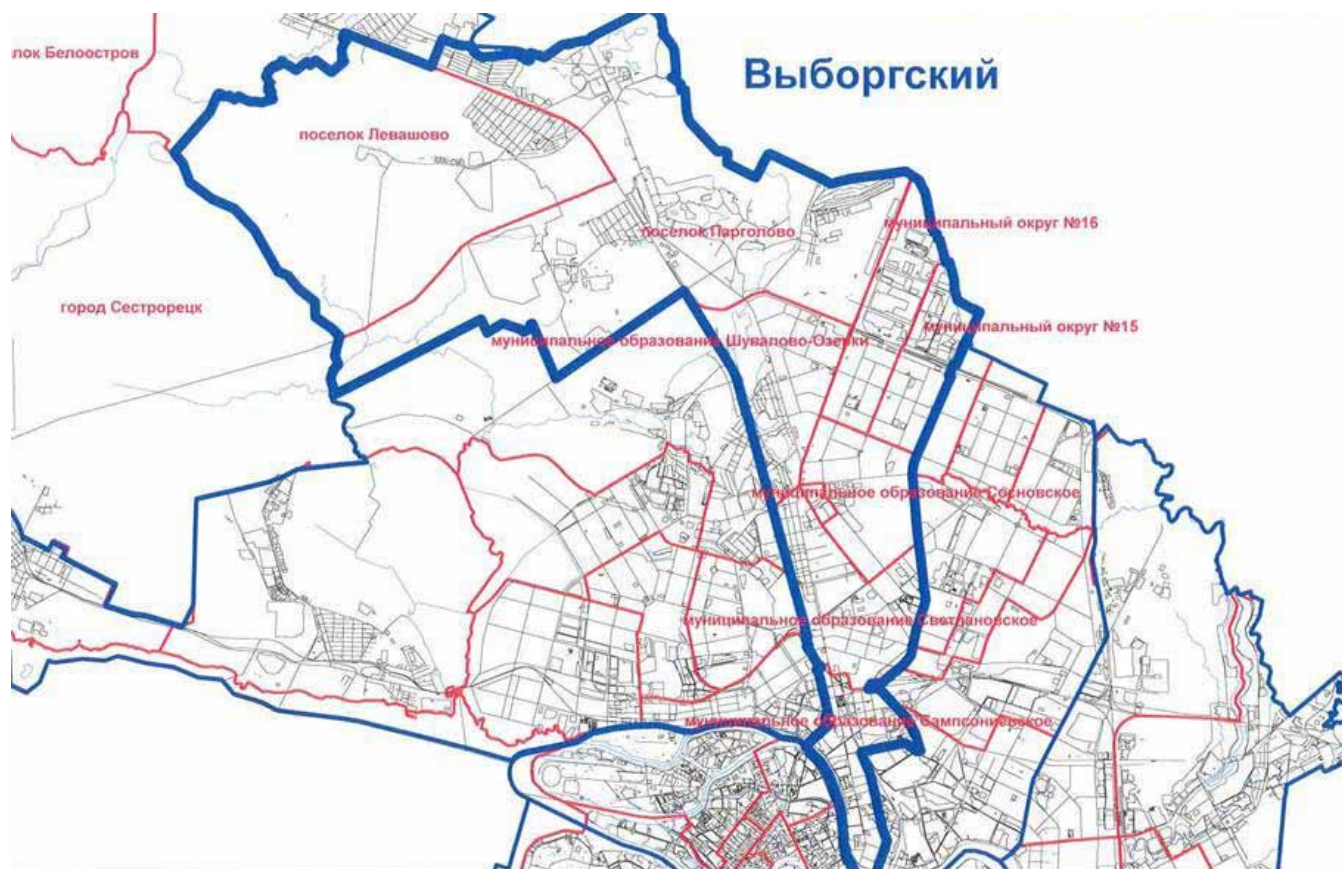 лок Белоостров
Выборгский
поселок Левашово
муниципальный округ №16
поселок Парголово
город Сестрорецк
муниципальный округ №15
муниципальное образование Шувалово-Озерки
муниципальное образование Сосновское
муниципальное образование Светлановское
муниципальное образование Сампсониевское